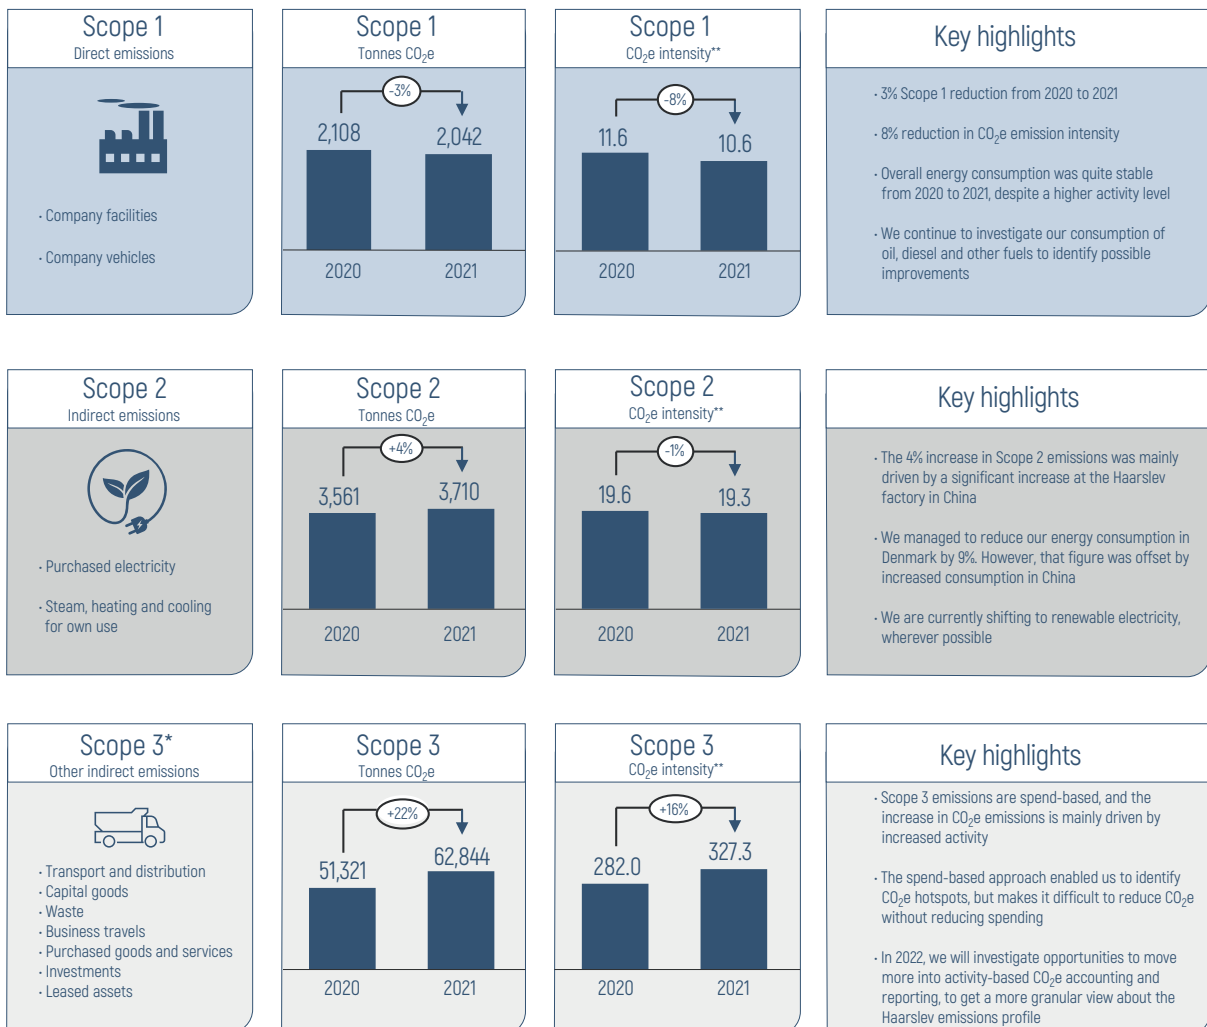 Scope 1
Direct emissions
· Company facilities
· Company vehicles
Scope 1
Tonnes CO₂e
-3%
2,108
2,042
2020
2021
Scope 1
CO₂e intensity**
-8%
11.6
10.6
2020
2021
Key highlights
· 3% Scope 1 reduction from 2020 to 2021
· 8% reduction in CO₂e emission intensity
· Overall energy consumption was quite stable
from 2020 to 2021, despite a higher activity level
· We continue to investigate our consumption of
oil, diesel and other fuels to identify possible
improvements
Scope 2
Indirect emissions
· Purchased electricity
· Steam, heating and cooling
for own use
Scope 2
Tonnes CO₂e
+4%
3,561
3,710
2020
2021
Scope 2
CO₂e intensity**
-1%
19.6
19.3
2020
2021
Key highlights
· The 4% increase in Scope 2 emissions was mainly
driven by a significant increase at the Haarslev
factory in China
· We managed to reduce our energy consumption in
Denmark by 9%. However, that figure was offset by
increased consumption in China
· We are currently shifting to renewable electricity,
wherever possible
Scope 3*
Other indirect emissions
· Transport and distribution
· Capital goods
· Waste
· Business travels
· Purchased goods and services
· Investments
· Leased assets
Scope 3
Tonnes CO₂e
+22%
51,321
62,844
2020
2021
Scope 3
CO₂e intensity**
+16%
282.0
327.3
2020
2021
Key highlights
· Scope 3 emissions are spend-based, and the
increase in CO₂e emissions is mainly driven by
increased activity
· The spend-based approach enabled us to identify
CO₂e hotspots, but makes it difficult to reduce CO₂e
without reducing spending
· In 2022, we will investigate opportunities to move
more into activity-based CO₂e accounting and
reporting, to get a more granular view about the
Haarslev emissions profile